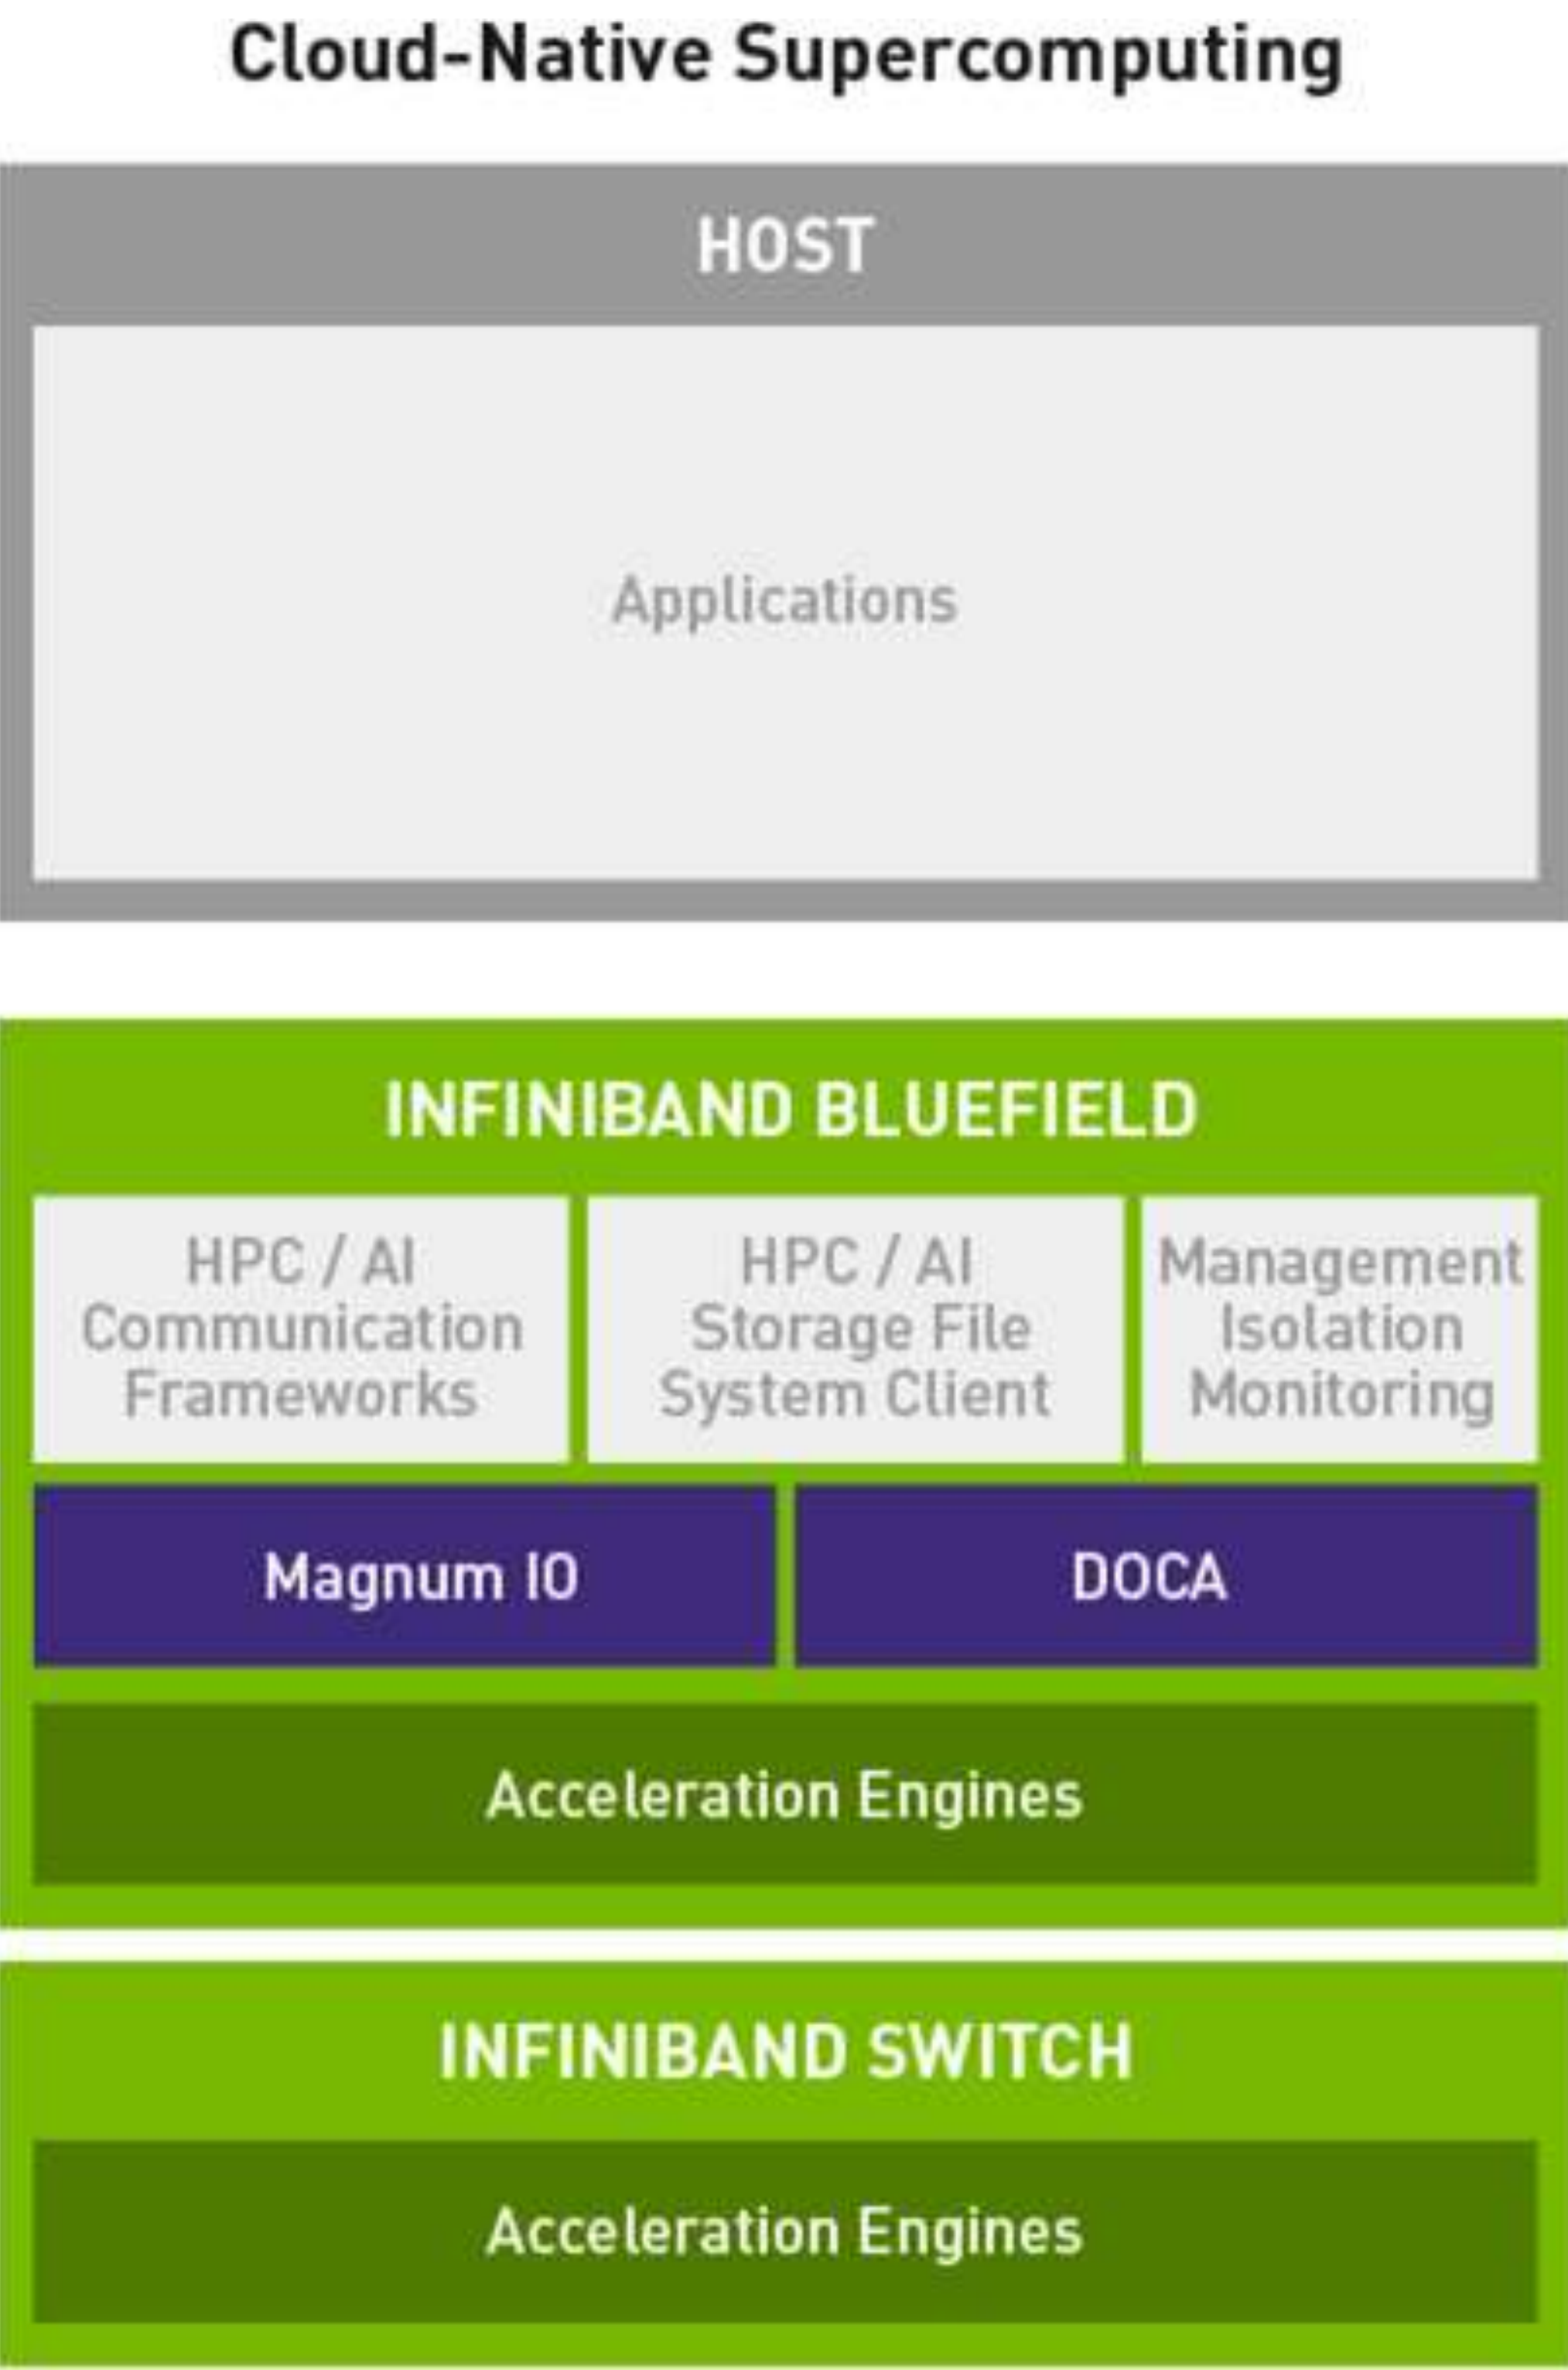 Cloud-Native Supercomputing
HOST
Applications
INFINIBAND BLUEFIELD
HPC / AI
Communication
Frameworks
HPC / AI
Storage File
System Client
Management
Isolation
Monitoring
Magnum IO
DOCA
Acceleration Engines
INFINIBAND SWITCH
Acceleration Engines